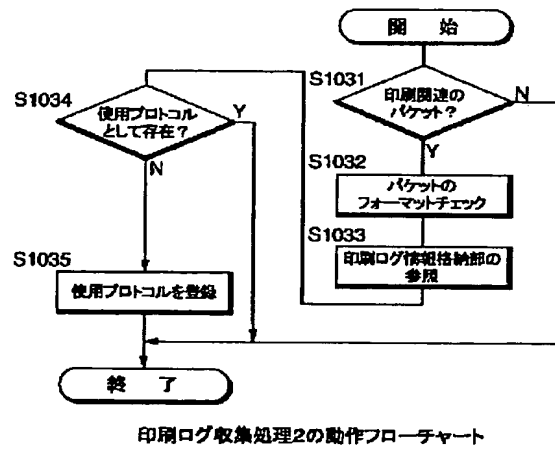 開 始
S1031
印刷関連の
パケット?
N
Y
S1032
パケットの
フォーマットチェック
S1033
印刷ログ情報格納部の
参照
S1034
使用プロトコル
として存在?
Y
N
S1035
使用プロトコルを登録
終 了
印刷ログ収集処理2の動作フローチャート